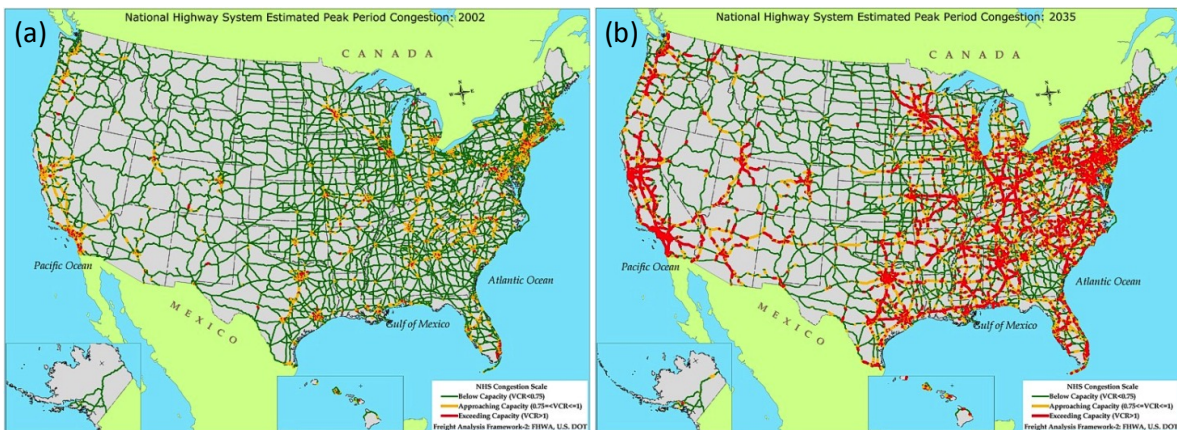 (a)
National Highway System Estimated Peak Period Congestion: 2002
CANADA
Pacific Ocean
Atlantic Ocean
MEXICO
Gulf of Mexico
NHS Congestion Scale
Below Capacity (VCR<0.75)
Approaching Capacity (0.75=<VCR<=1)
Exceeding Capacity (VCR>1)
Freight Analysis Framework-2: FHWA, U.S. DOT
(b)
National Highway System Estimated Peak Period Congestion: 2035
CANADA
Pacific Ocean
Atlantic Ocean
MEXICO
Gulf of Mexico
NHS Congestion Scale
Below Capacity (VCR<0.75)
Approaching Capacity (0.75=<VCR<=1)
Exceeding Capacity (VCR>1)
Freight Analysis Framework-2: FHWA, U.S. DOT